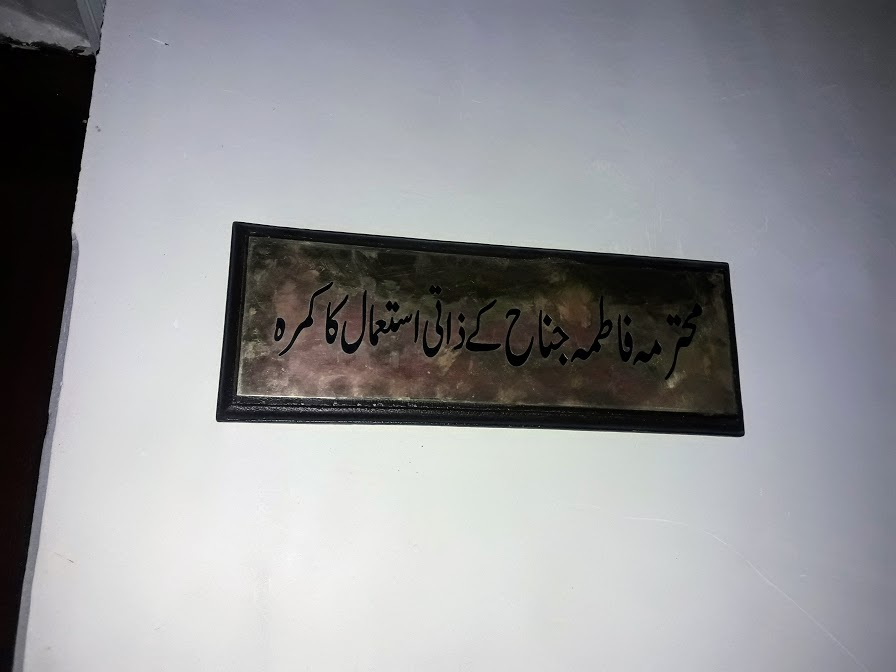 محترمہ فاطمہ جناح کے ذاتی استعمال کا کمرہ